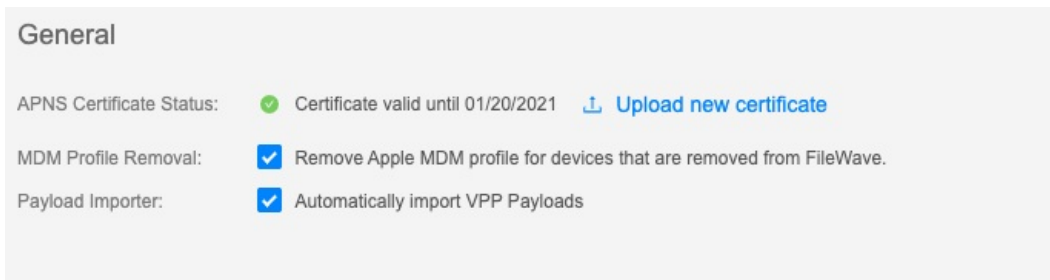 General
APNS Certificate Status: Certificate valid until 01/20/2021 Upload new certificate
MDM Profile Removal: Remove Apple MDM profile for devices that are removed from FileWave.
Payload Importer: Automatically import VPP Payloads